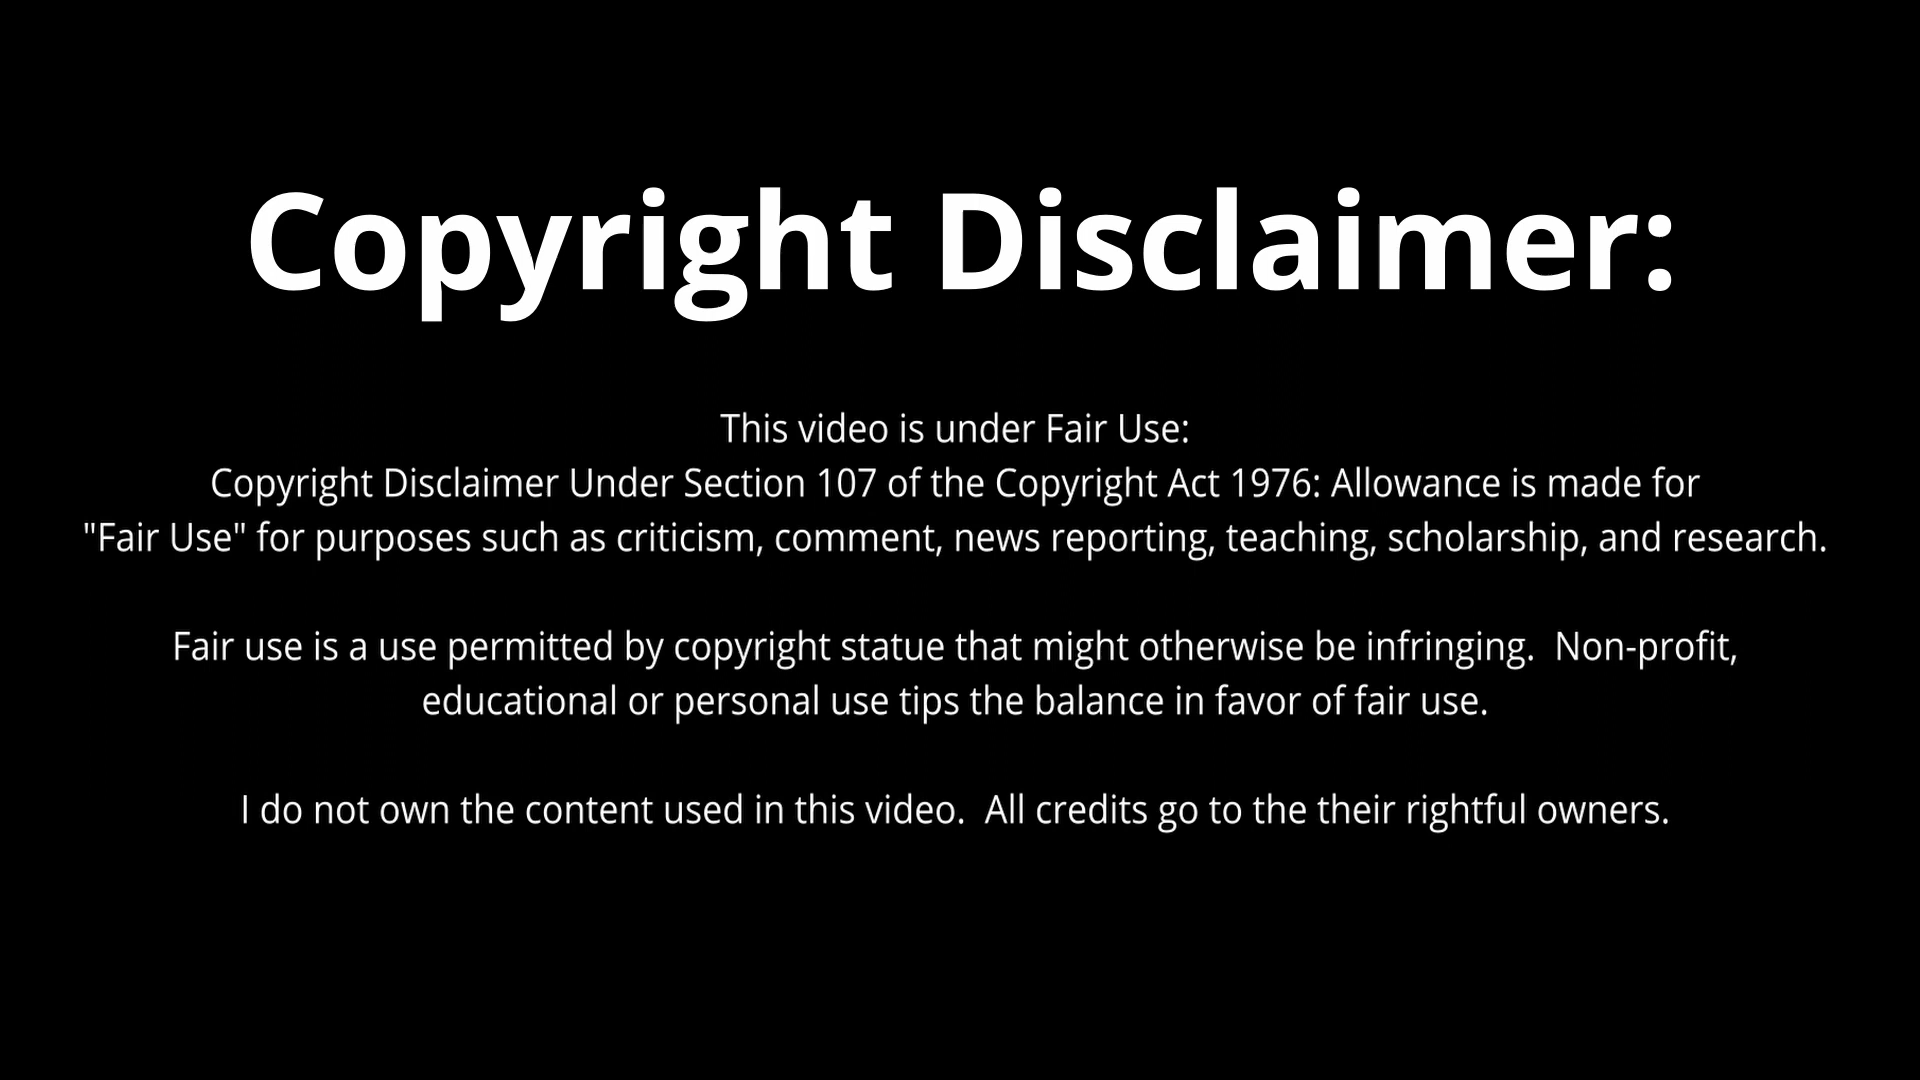 Copyright Disclaimer:
This video is under Fair Use:
Copyright Disclaimer Under Section 107 of the Copyright Act 1976: Allowance is made for
"Fair Use" for purposes such as criticism, comment, news reporting, teaching, scholarship, and research.
Fair use is a use permitted by copyright statue that might otherwise be infringing.  Non-profit,
educational or personal use tips the balance in favor of fair use.
I do not own the content used in this video.  All credits go to the their rightful owners.